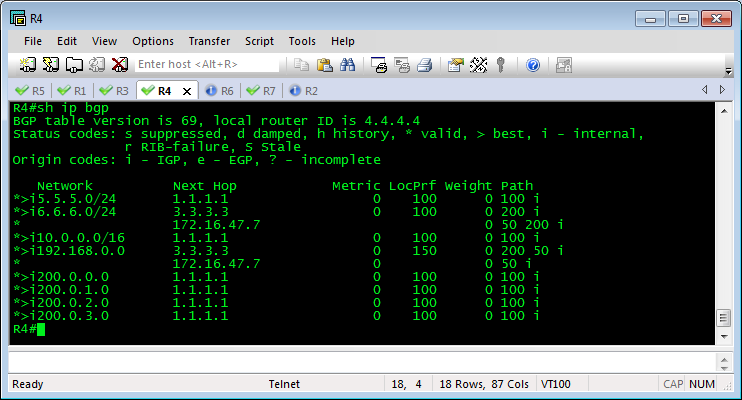 R4
File Edit View Options Transfer Script Tools Help
Enter host <Alt+R>
R5 R1 R3 R4 R6 R7 R2
R4#sh ip bgp
BGP table version is 69, local router ID is 4.4.4.4
Status codes: s suppressed, d damped, h history, * valid, > best, i - internal,
              r RIB-failure, S Stale
Origin codes: i - IGP, e - EGP, ? - incomplete
   Network          Next Hop            Metric LocPrf Weight Path
*>i5.5.5.0/24       1.1.1.1                  0    100      0 100 i
*>i6.6.6.0/24       3.3.3.3                  0    100      0 200 i
*                   172.16.47.7              0             0 50 200 i
*>i10.0.0.0/16      1.1.1.1                  0    100      0 100 i
*>i192.168.0.0      3.3.3.3                  0    150      0 200 50 i
*                   172.16.47.7              0             0 50 i
*>i200.0.0.0        1.1.1.1                  0    100      0 100 i
*>i200.0.1.0        1.1.1.1                  0    100      0 100 i
*>i200.0.2.0        1.1.1.1                  0    100      0 100 i
*>i200.0.3.0        1.1.1.1                  0    100      0 100 i
R4#
Ready Telnet 18, 4 18 Rows, 87 Cols VT100 CAP NUM